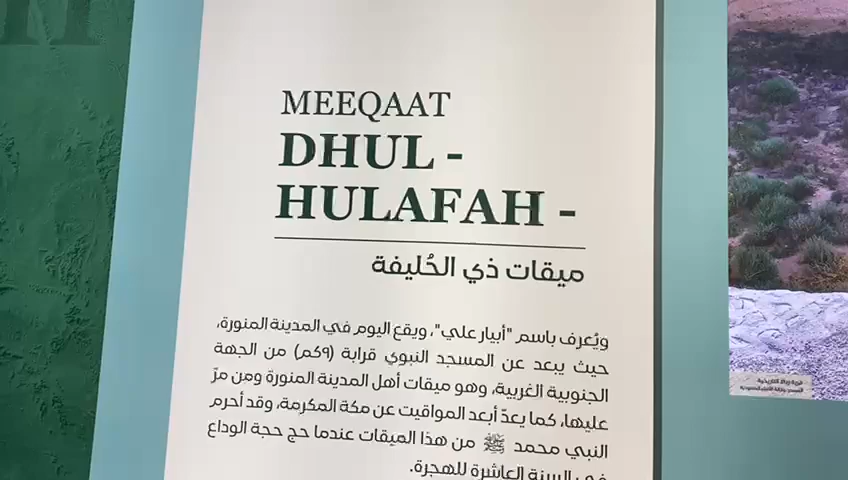 MEEQAAT
DHUL -
HULAFAH -
ميقات ذي الحُليفة
ويُعرف باسم "أبيار علي"، ويقع اليوم في المدينة المنورة،
حيث يبعد عن المسجد النبوي قرابة (٩كم) من الجهة
الجنوبية الغربية، وهو ميقات أهل المدينة المنورة ومن مرّ
عليها، كما يعدّ أبعد المواقيت عن مكة المكرمة، وقد أحرم
النبي محمد ﷺ من هذا الميقات عندما حج حجة الوداع
في السنة العاشرة للهجرة.